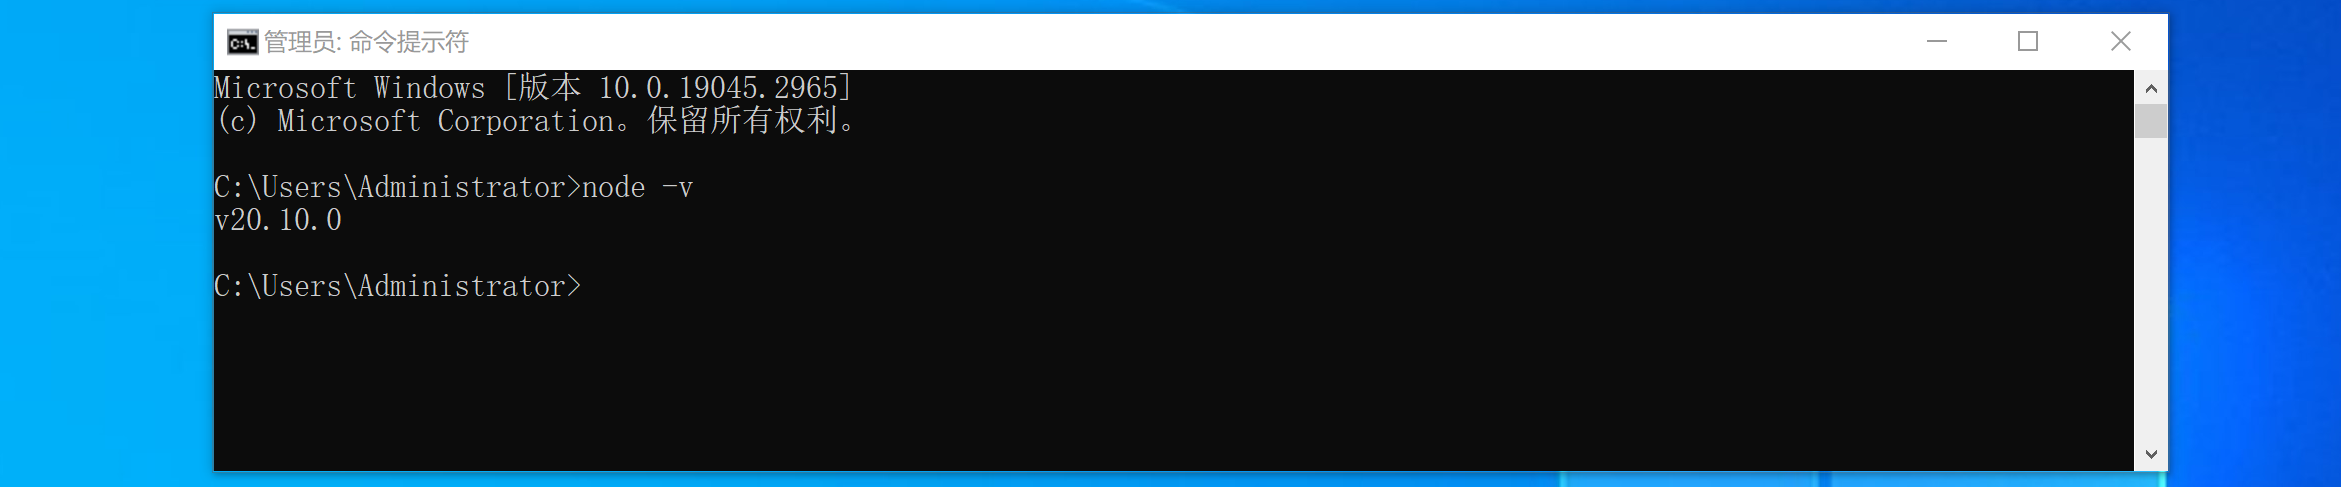 管理员: 命令提示符
Microsoft Windows [版本 10.0.19045.2965]
(c) Microsoft Corporation。保留所有权利。
C:\Users\Administrator>node -v
v20.10.0
C:\Users\Administrator>